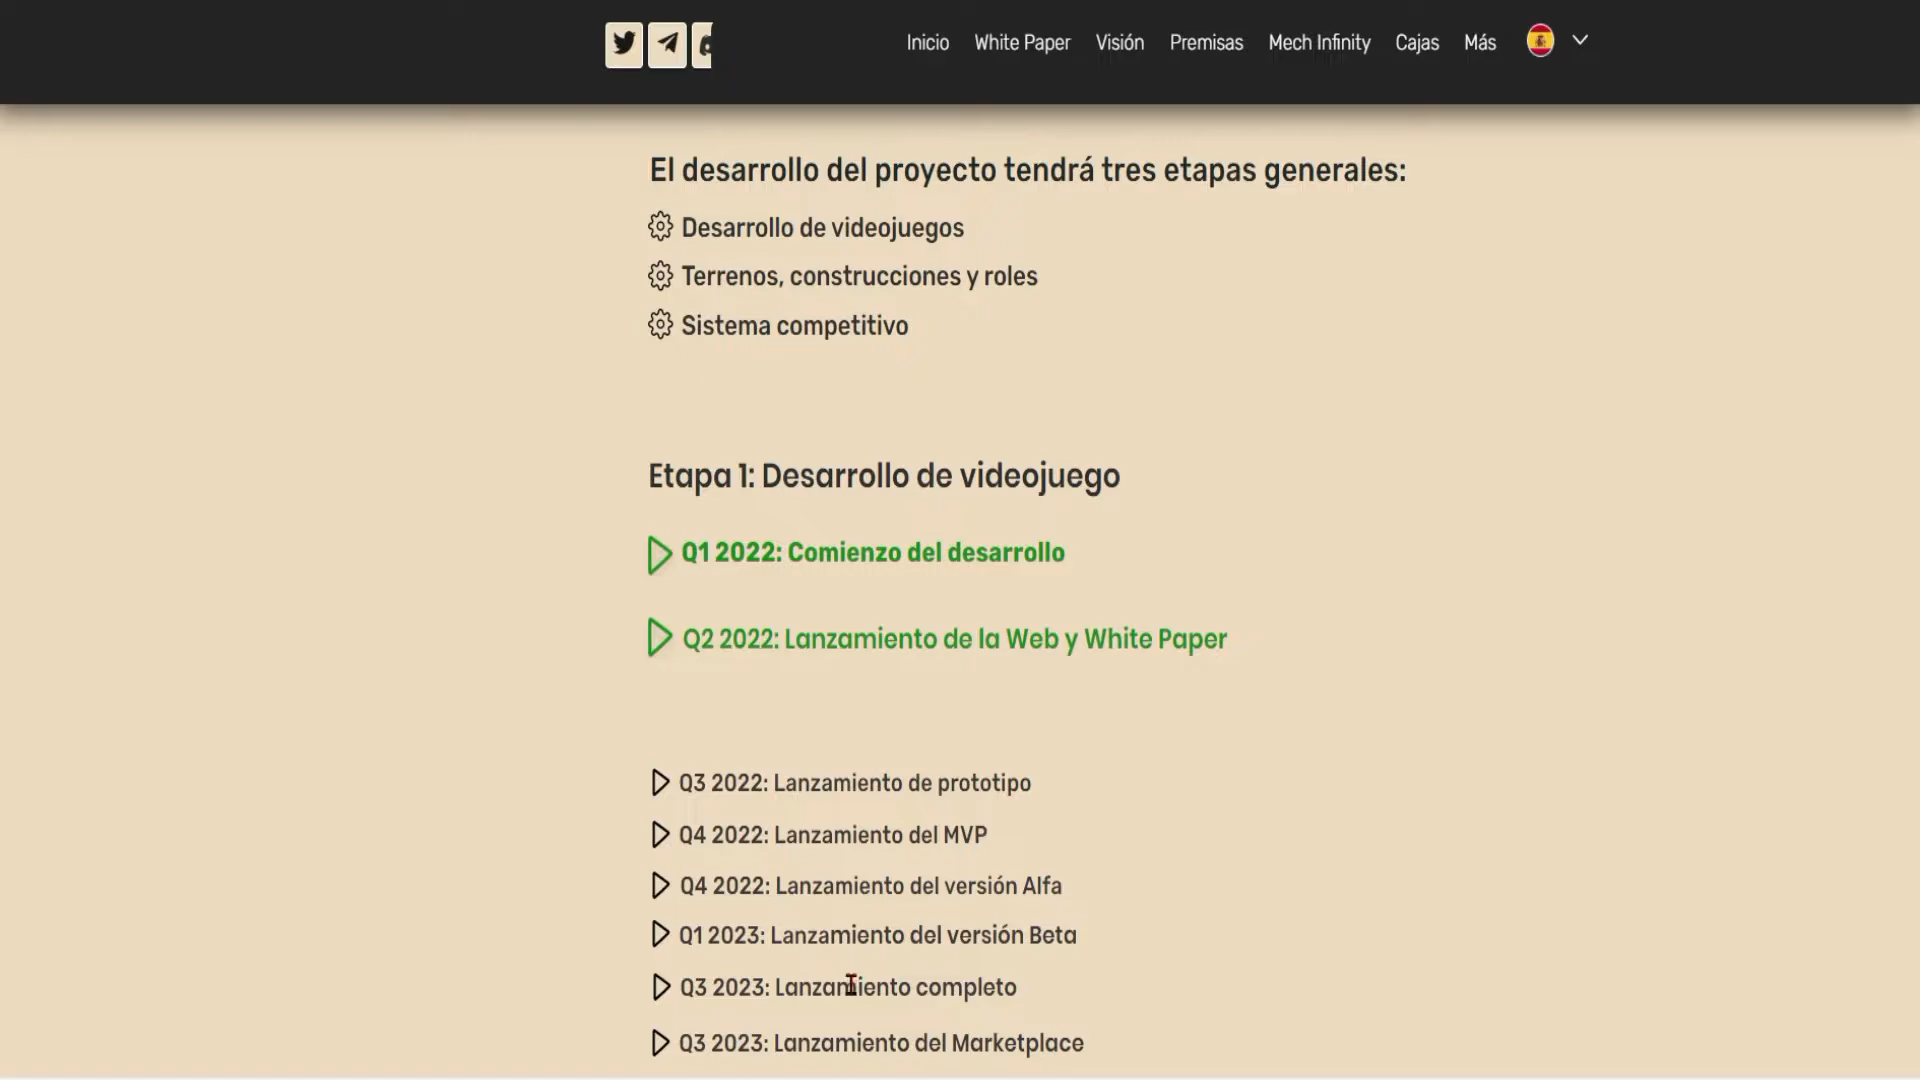 Inicio White Paper Visión Premisas Mech Infinity Cajas Más
El desarrollo del proyecto tendrá tres etapas generales:
Desarrollo de videojuegos
Terrenos, construcciones y roles
Sistema competitivo
Etapa 1: Desarrollo de videojuego
Q1 2022: Comienzo del desarrollo
Q2 2022: Lanzamiento de la Web y White Paper
Q3 2022: Lanzamiento de prototipo
Q4 2022: Lanzamiento del MVP
Q4 2022: Lanzamiento del versión Alfa
Q1 2023: Lanzamiento del versión Beta
Q3 2023: Lanzamiento completo
Q3 2023: Lanzamiento del Marketplace